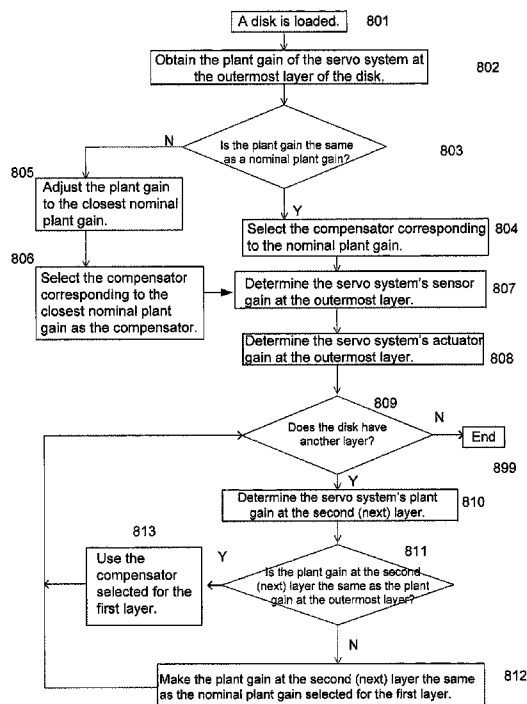 A disk is loaded.
801
Obtain the plant gain of the servo system at
the outermost layer of the disk.
802
N
Is the plant gain the same
as a nominal plant gain?
803
805
Adjust the plant gain
to the closest nominal
plant gain.
Y
Select the compensator corresponding
to the nominal plant gain.
804
806
Select the compensator
corresponding to the
closest nominal plant
gain as the compensator.
Determine the servo system's sensor
gain at the outermost layer.
807
Determine the servo system's actuator
gain at the outermost layer.
808
809
Does the disk have
another layer?
N
End
899
Y
Determine the servo system's plant
gain at the second (next) layer.
810
813
Use the
compensator
selected for the
first layer.
Y
811
Is the plant gain at the second
(next) layer the same as the plant
gain at the outermost layer?
N
Make the plant gain at the second (next) layer the same
as the nominal plant gain selected for the first layer.
812